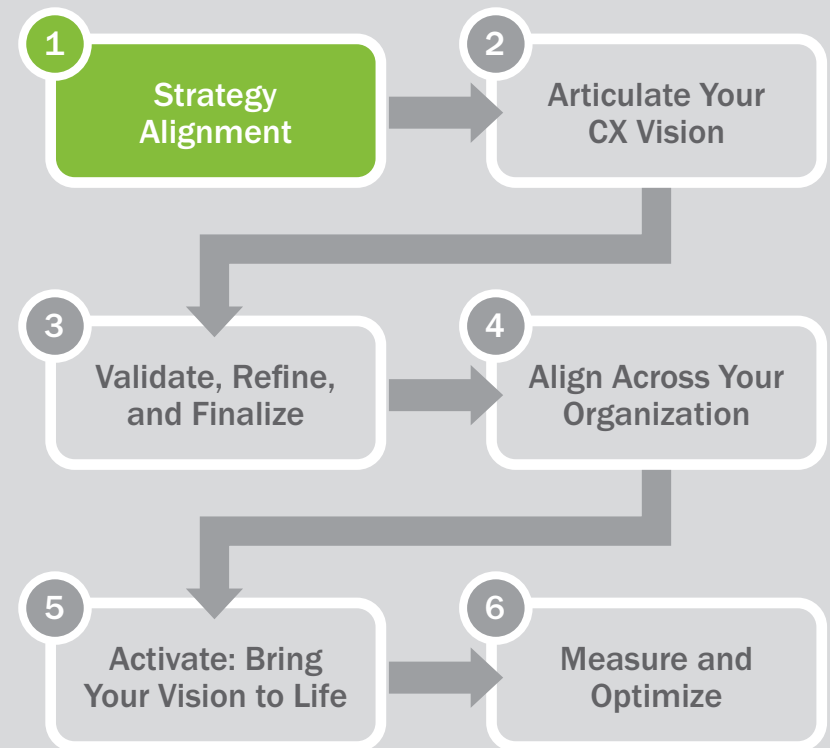 1
Strategy
Alignment
2
Articulate Your
CX Vision
3
Validate, Refine,
and Finalize
4
Align Across Your
Organization
5
Activate: Bring
Your Vision to Life
6
Measure and
Optimize